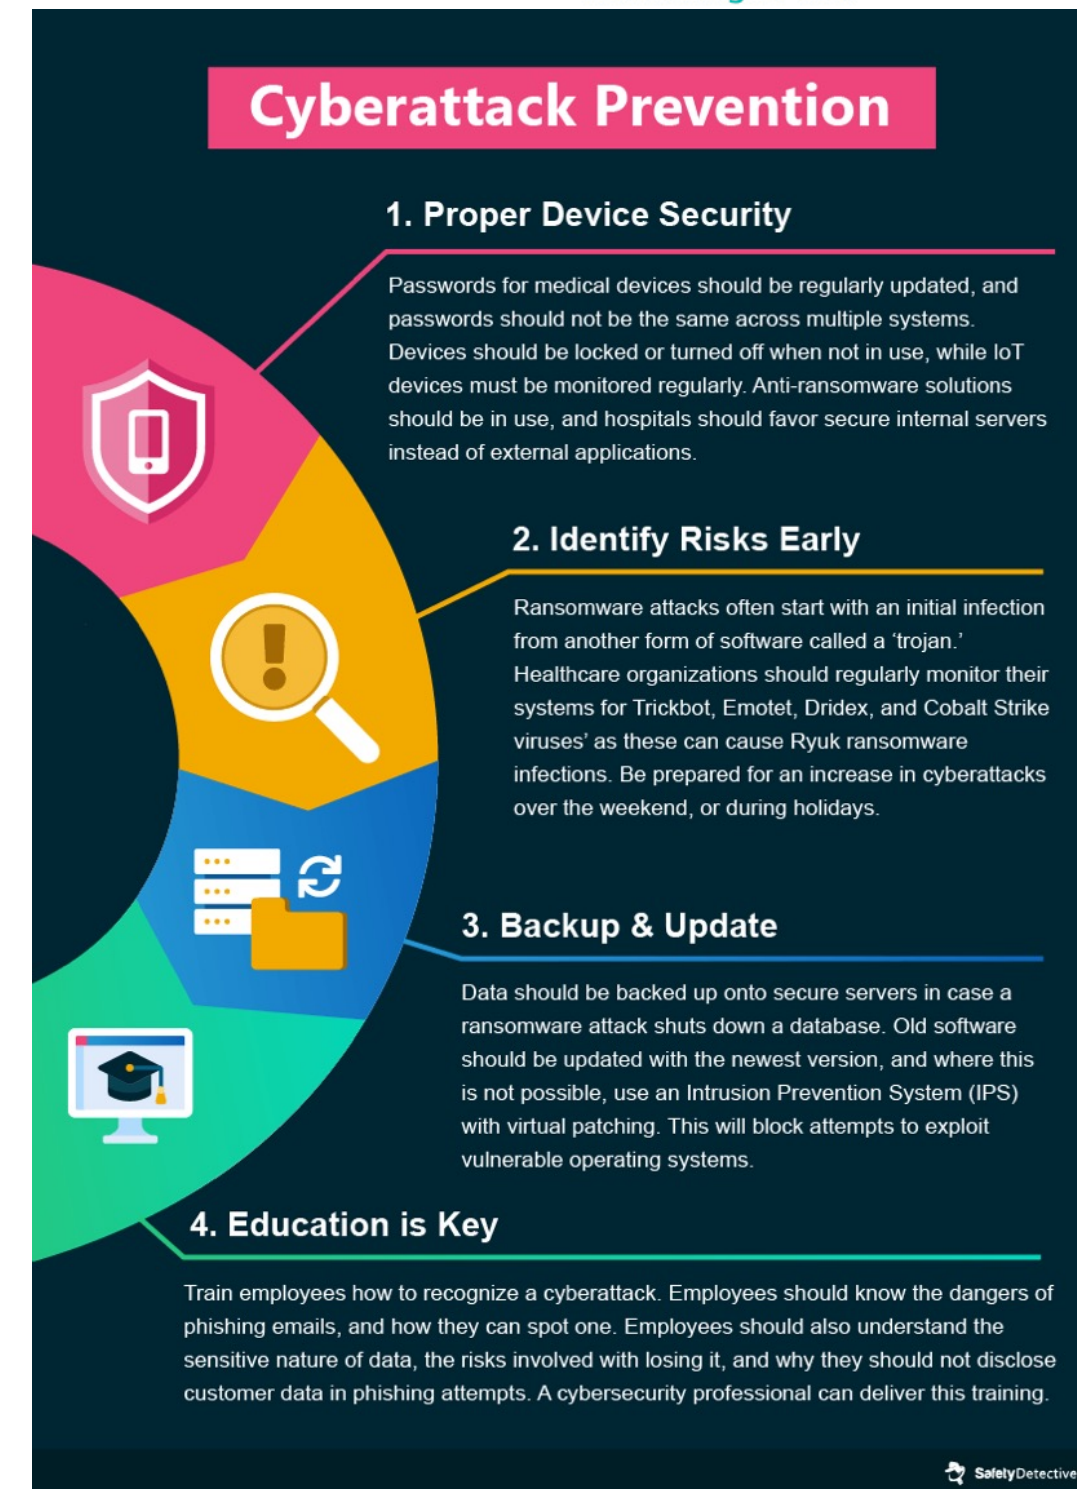 Cyberattack Prevention
1. Proper Device Security
Passwords for medical devices should be regularly updated, and
passwords should not be the same across multiple systems.
Devices should be locked or turned off when not in use, while IoT
devices must be monitored regularly. Anti-ransomware solutions
should be in use, and hospitals should favor secure internal servers
instead of external applications.
2. Identify Risks Early
Ransomware attacks often start with an initial infection
from another form of software called a ‘trojan.’
Healthcare organizations should regularly monitor their
systems for Trickbot, Emotet, Dridex, and Cobalt Strike
viruses’ as these can cause Ryuk ransomware
infections. Be prepared for an increase in cyberattacks
over the weekend, or during holidays.
3. Backup & Update
Data should be backed up onto secure servers in case a
ransomware attack shuts down a database. Old software
should be updated with the newest version, and where this
is not possible, use an Intrusion Prevention System (IPS)
with virtual patching. This will block attempts to exploit
vulnerable operating systems.
4. Education is Key
Train employees how to recognize a cyberattack. Employees should know the dangers of
phishing emails, and how they can spot one. Employees should also understand the
sensitive nature of data, the risks involved with losing it, and why they should not disclose
customer data in phishing attempts. A cybersecurity professional can deliver this training.
SafetyDetective